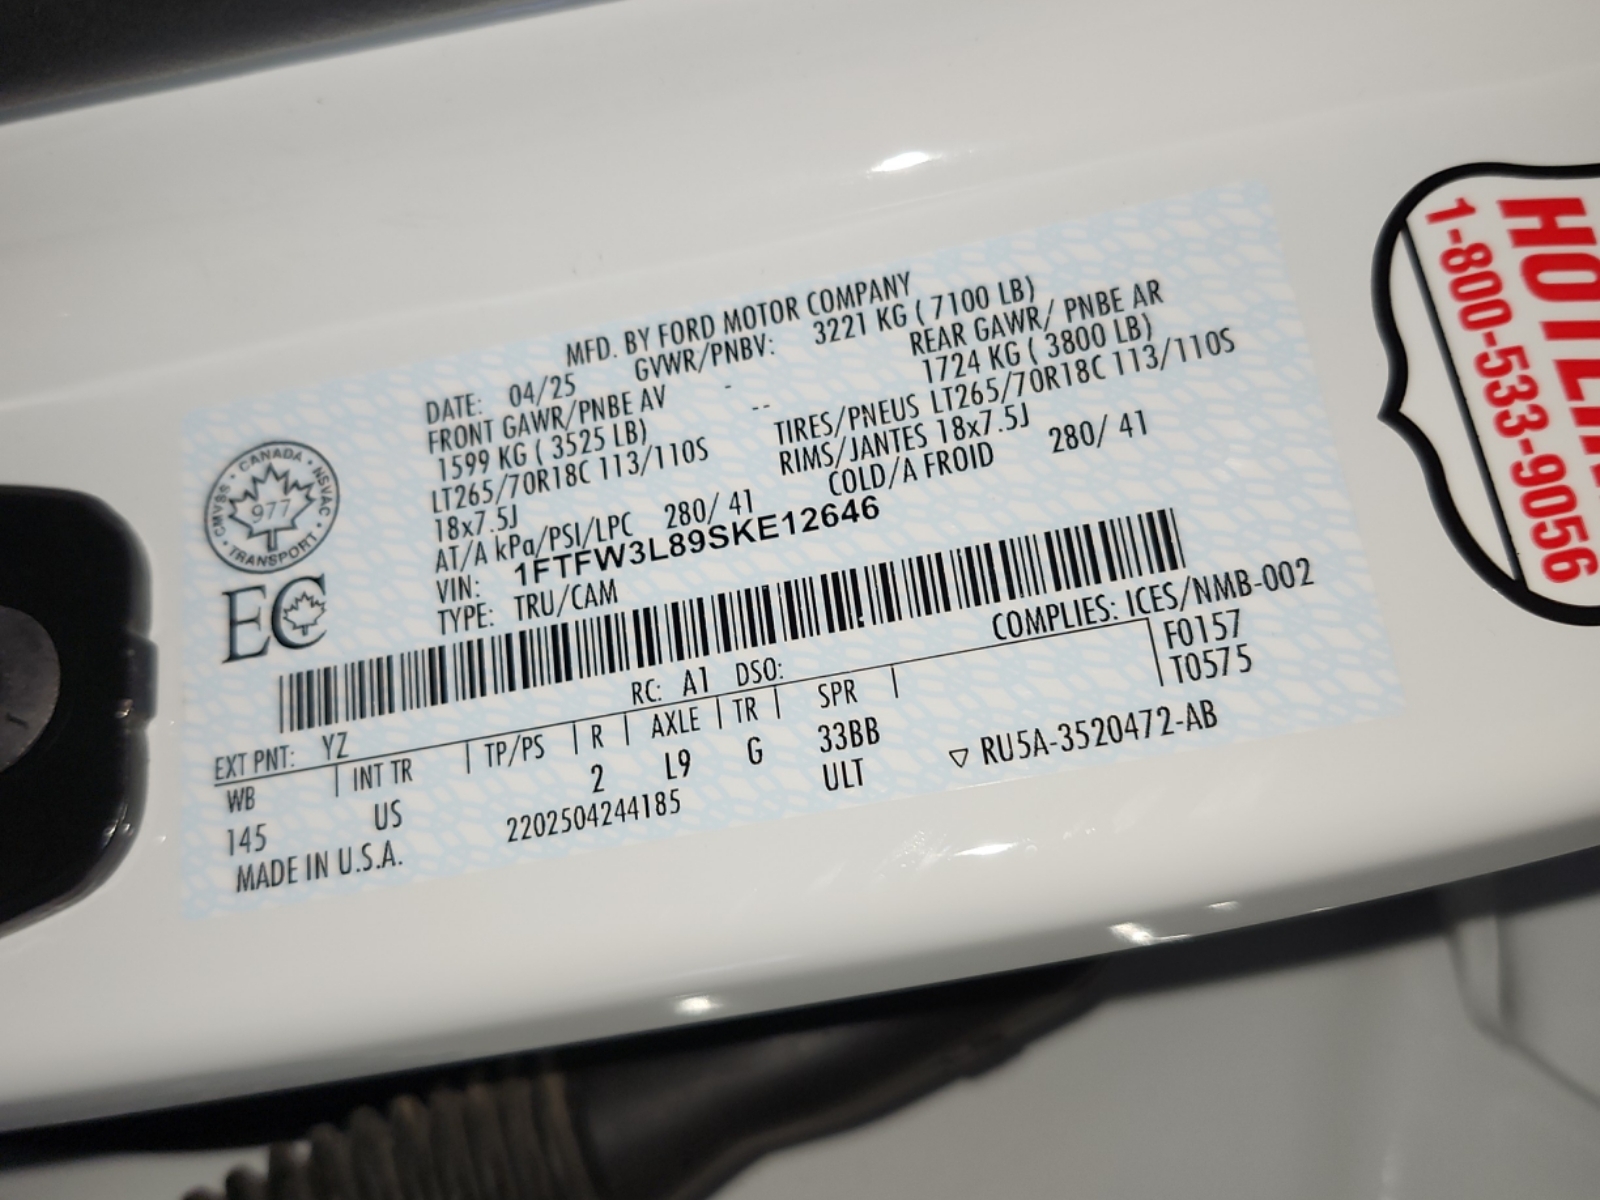 MFD. BY FORD MOTOR COMPANY
DATE: 04/25 GVWR/PNBV: 3221 KG ( 7100 LB)
FRONT GAWR/PNBE AV - REAR GAWR/ PNBE AR
1599 KG ( 3525 LB) -- 1724 KG ( 3800 LB)
LT265/70R18C 113/110S TIRES/PNEUS LT265/70R18C 113/110S
18x7.5J RIMS/JANTES 18x7.5J
AT/A kPa/PSI/LPC 280/ 41 COLD/A FROID 280/ 41
VIN: 1FTFW3L89SKE12646
TYPE: TRU/CAM
CANADA • NSVAC • TRANSPORT • CMVSS •
977
EC
COMPLIES: ICES/NMB-002
RC: A1 DSO:
F0157
T0575
EXT PNT: YZ
WB INT TR TP/PS R AXLE TR SPR
145 US 2 L9 G 33BB
ULT
MADE IN U.S.A. 2202504244185
▽ RU5A-3520472-AB
1-800-533-9056